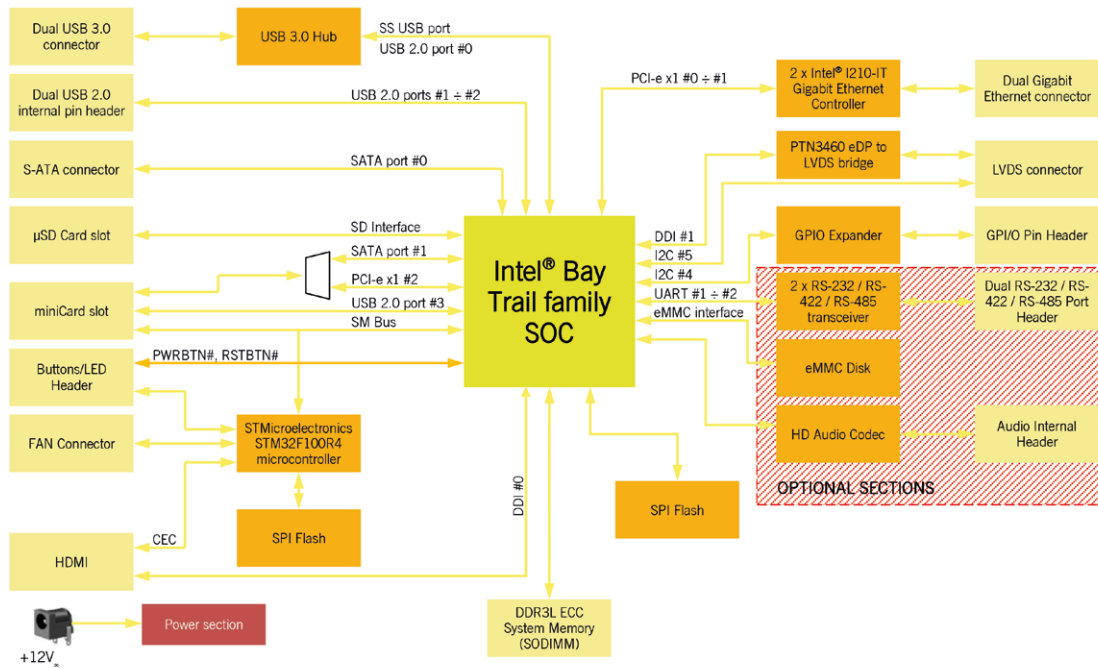 Dual USB 3.0
connector
USB 3.0 Hub
SS USB port
USB 2.0 port #0
Dual USB 2.0
internal pin header
USB 2.0 ports #1 ÷ #2
S-ATA connector
SATA port #0
µSD Card slot
SD Interface
SATA port #1
PCI-e x1 #2
miniCard slot
USB 2.0 port #3
SM Bus
Buttons/LED
Header
PWRBTN#, RSTBTN#
FAN Connector
STMicroelectronics
STM32F100R4
microcontroller
SPI Flash
CEC
HDMI
DDI #0
+12V
Power section
Intel® Bay
Trail family
SOC
DDR3L ECC
System Memory
(SODIMM)
SPI Flash
PCI-e x1 #0 ÷ #1
2 x Intel® I210-IT
Gigabit Ethernet
Controller
Dual Gigabit
Ethernet connector
PTN3460 eDP to
LVDS bridge
LVDS connector
DDI #1
I2C #5
I2C #4
GPIO Expander
GPI/O Pin Header
UART #1 ÷ #2
2 x RS-232 / RS-
422 / RS-485
transceiver
Dual RS-232 / RS-
422 / RS-485 Port
Header
eMMC interface
eMMC Disk
HD Audio Codec
Audio Internal
Header
OPTIONAL SECTIONS